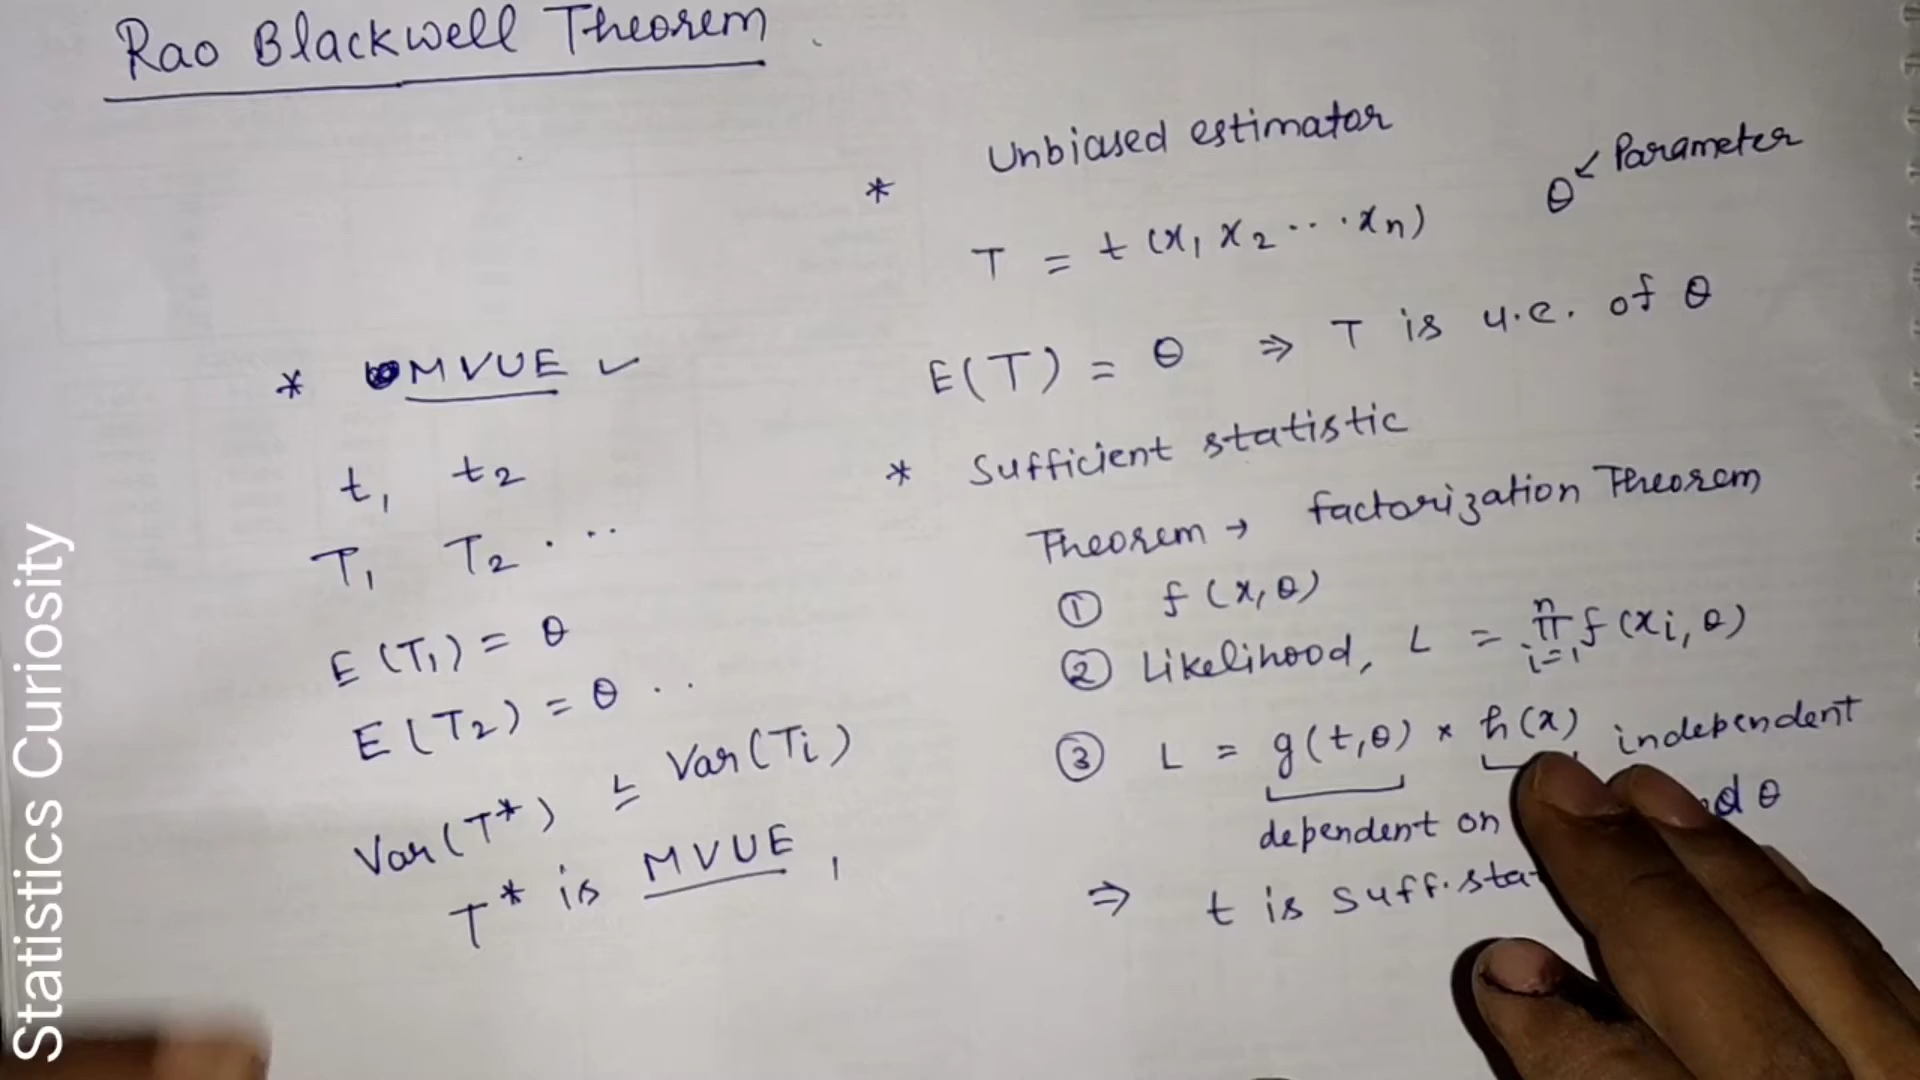 Rao Blackwell Theorem
* MVUE ✓
t₁ t₂
T₁ T₂ ...
E(T₁) = θ
E(T₂) = θ ..
Var(T*) ≤ Var(Ti)
T* is MVUE,
* Unbiased estimator
θ ↙ Parameter
T = t(x₁ x₂ ... xn)
E(T) = θ ⇒ T is u.e. of θ
* Sufficient statistic
Theorem → factorization Theorem
① f(x,θ)
② Likelihood, L = ∏ᵢ₌₁ⁿ f(xi,θ)
③ L = g(t,θ) * h(x) independent
dependent on θ
⇒ t is suff. stat
Statistics Curiosity